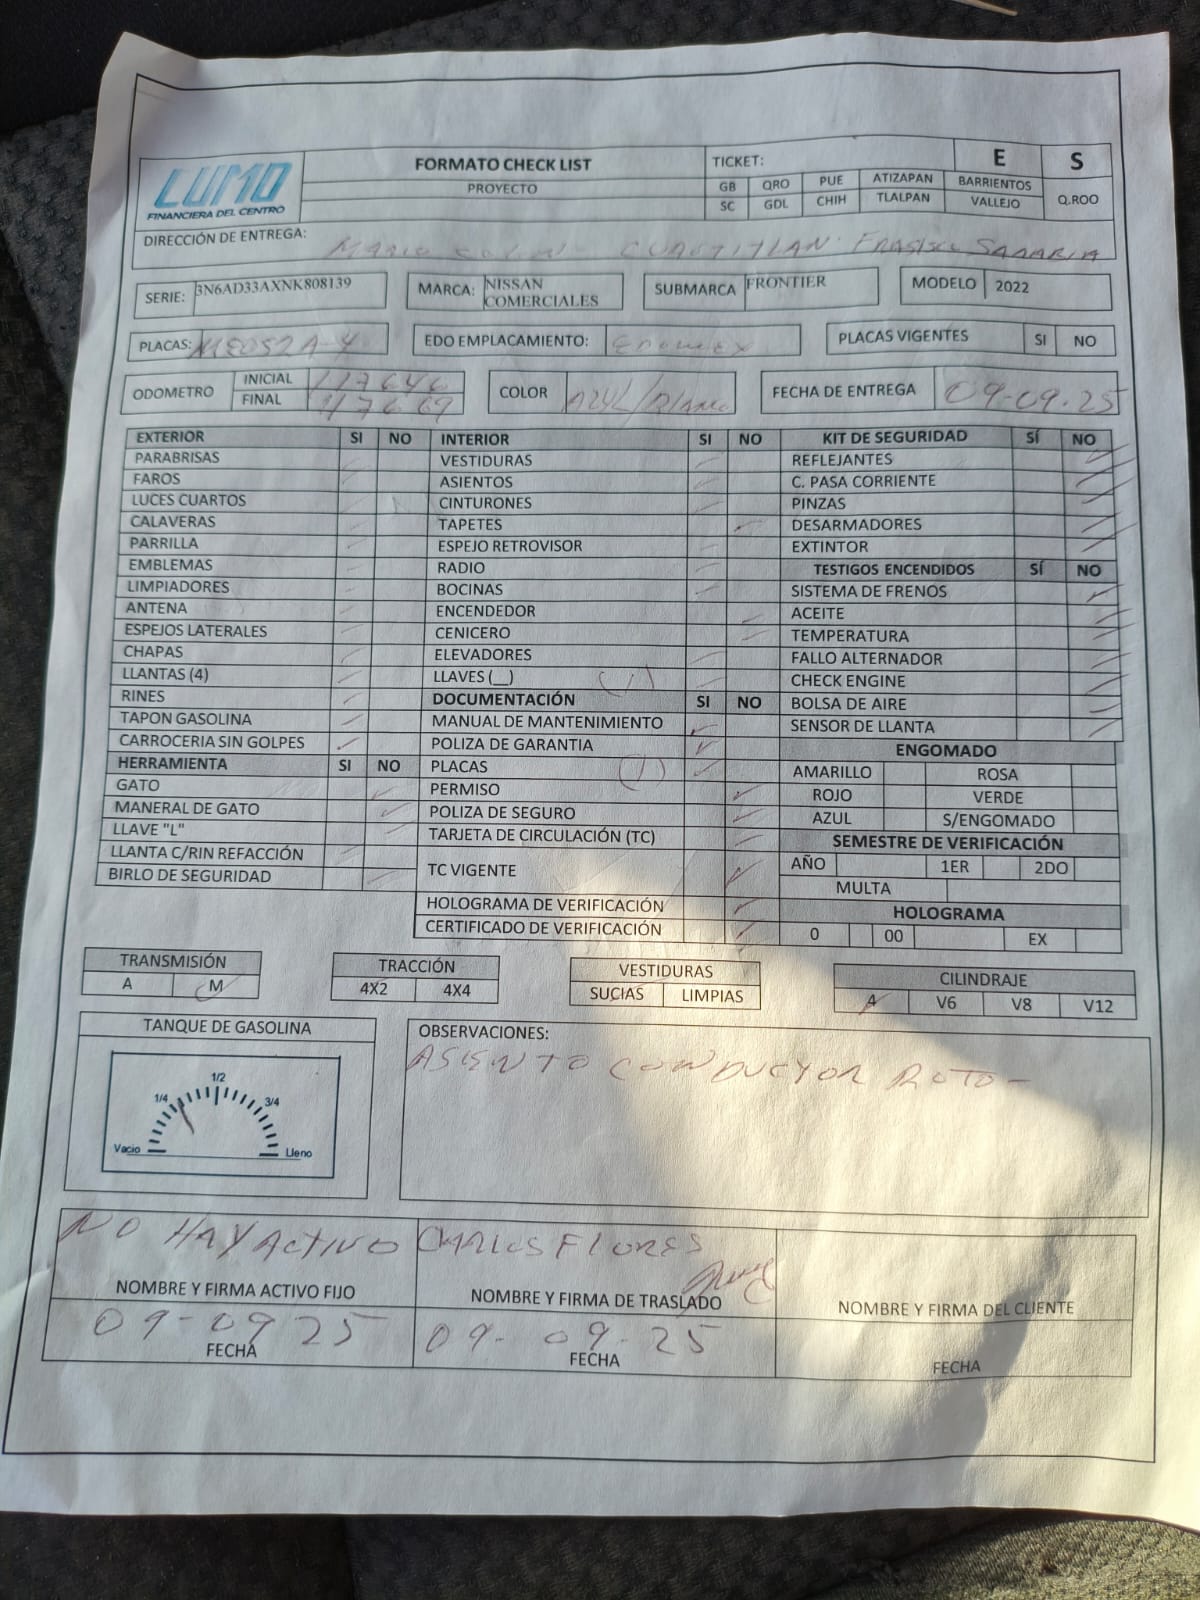 LUMO
FINANCIERA DEL CENTRO
FORMATO CHECK LIST
PROYECTO
TICKET: E S
GB QRO PUE ATIZAPAN BARRIENTOS Q.ROO
SC GDL CHIH TLALPAN VALLEJO
DIRECCIÓN DE ENTREGA: MARIO COLIN CUAUTITLAN
SERIE: 3N6AD33AXNK808139 MARCA: NISSAN COMERCIALES SUBMARCA FRONTIER MODELO 2022
PLACAS: EDO EMPLACAMIENTO: EDOMEX PLACAS VIGENTES SI NO
ODOMETRO INICIAL 117646 COLOR AZUL/BLANCO FECHA DE ENTREGA 09-09-25
FINAL 117669
EXTERIOR SI NO INTERIOR SI NO KIT DE SEGURIDAD SÍ NO
PARABRISAS VESTIDURAS REFLEJANTES
FAROS ASIENTOS C. PASA CORRIENTE
LUCES CUARTOS CINTURONES PINZAS
CALAVERAS TAPETES DESARMADORES
PARRILLA ESPEJO RETROVISOR EXTINTOR
EMBLEMAS RADIO TESTIGOS ENCENDIDOS SÍ NO
LIMPIADORES BOCINAS SISTEMA DE FRENOS
ANTENA ENCENDEDOR ACEITE
ESPEJOS LATERALES CENICERO TEMPERATURA
CHAPAS ELEVADORES FALLO ALTERNADOR
LLANTAS (4) LLAVES (__) (1) CHECK ENGINE
RINES DOCUMENTACIÓN SI NO BOLSA DE AIRE
TAPON GASOLINA MANUAL DE MANTENIMIENTO SENSOR DE LLANTA
CARROCERIA SIN GOLPES POLIZA DE GARANTIA ENGOMADO
HERRAMIENTA SI NO PLACAS (1) AMARILLO ROSA
GATO PERMISO ROJO VERDE
MANERAL DE GATO POLIZA DE SEGURO AZUL S/ENGOMADO
LLAVE "L" TARJETA DE CIRCULACIÓN (TC) SEMESTRE DE VERIFICACIÓN
LLANTA C/RIN REFACCIÓN TC VIGENTE AÑO 1ER 2DO
BIRLO DE SEGURIDAD MULTA
HOLOGRAMA DE VERIFICACIÓN HOLOGRAMA
CERTIFICADO DE VERIFICACIÓN 0 00 EX
TRANSMISIÓN TRACCIÓN VESTIDURAS CILINDRAJE
A M 4X2 4X4 SUCIAS LIMPIAS 4 V6 V8 V12
TANQUE DE GASOLINA OBSERVACIONES:
ASIENTO CONDUCTOR ROTO-
1/2
1/4 3/4
Vacio Lleno
NO HAY ACTIVO CARLOS FLORES
NOMBRE Y FIRMA ACTIVO FIJO NOMBRE Y FIRMA DE TRASLADO NOMBRE Y FIRMA DEL CLIENTE
09-09 25 09-09-25
FECHA FECHA FECHA